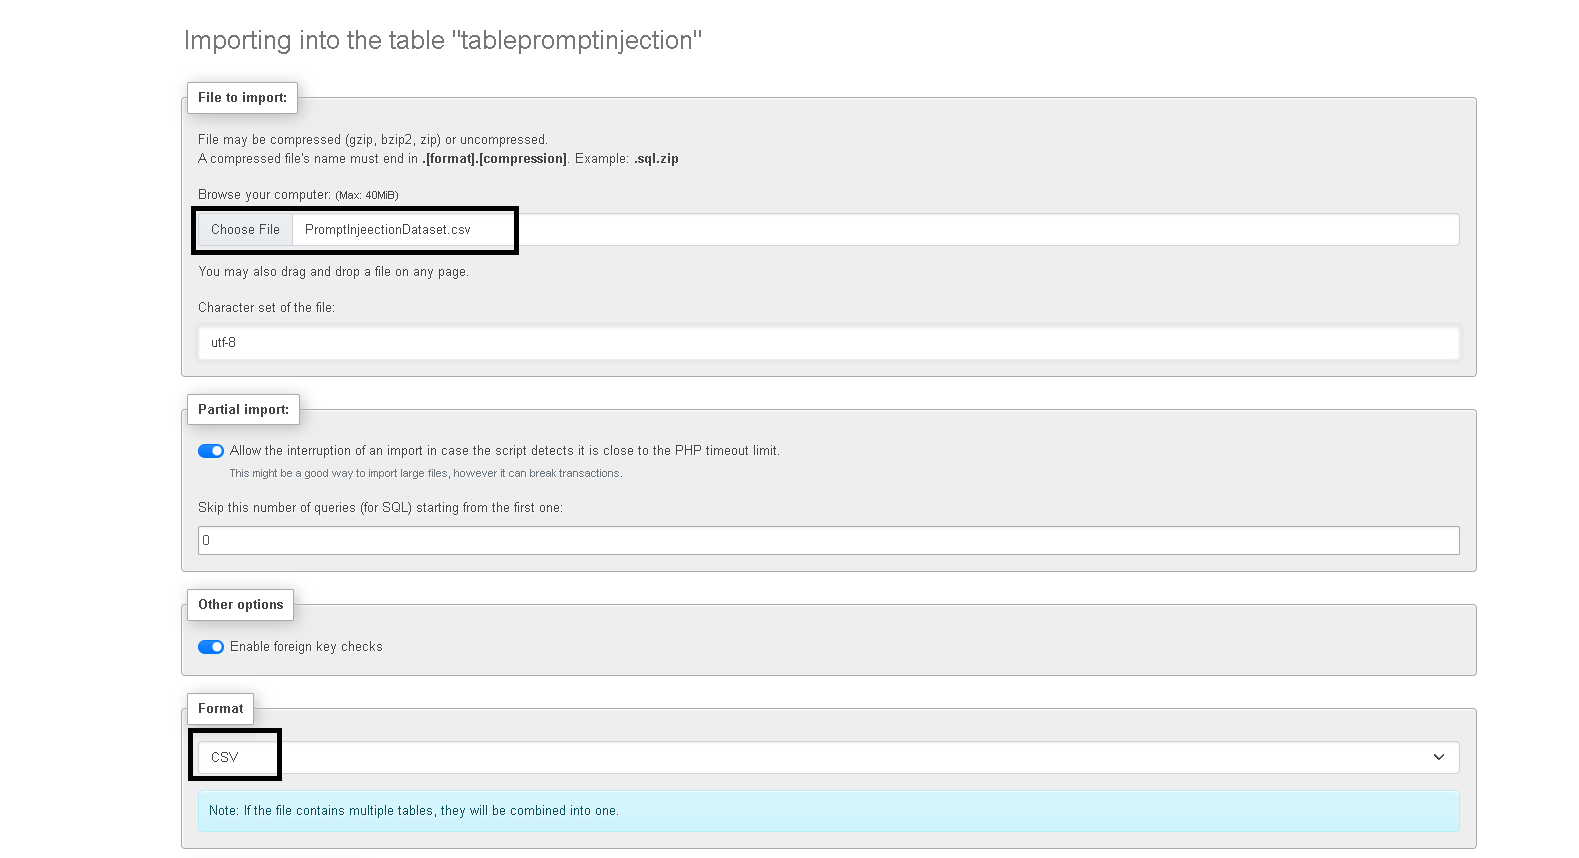 Importing into the table "tablepromptinjection"
File to import:
File may be compressed (gzip, bzip2, zip) or uncompressed.
A compressed file's name must end in .[format].[compression]. Example: .sql.zip
Browse your computer: (Max: 40MiB)
Choose File PromptInjeectionDataset.csv
You may also drag and drop a file on any page.
Character set of the file:
utf-8
Partial import:
Allow the interruption of an import in case the script detects it is close to the PHP timeout limit.
This might be a good way to import large files, however it can break transactions.
Skip this number of queries (for SQL) starting from the first one:
0
Other options
Enable foreign key checks
Format
CSV
Note: If the file contains multiple tables, they will be combined into one.